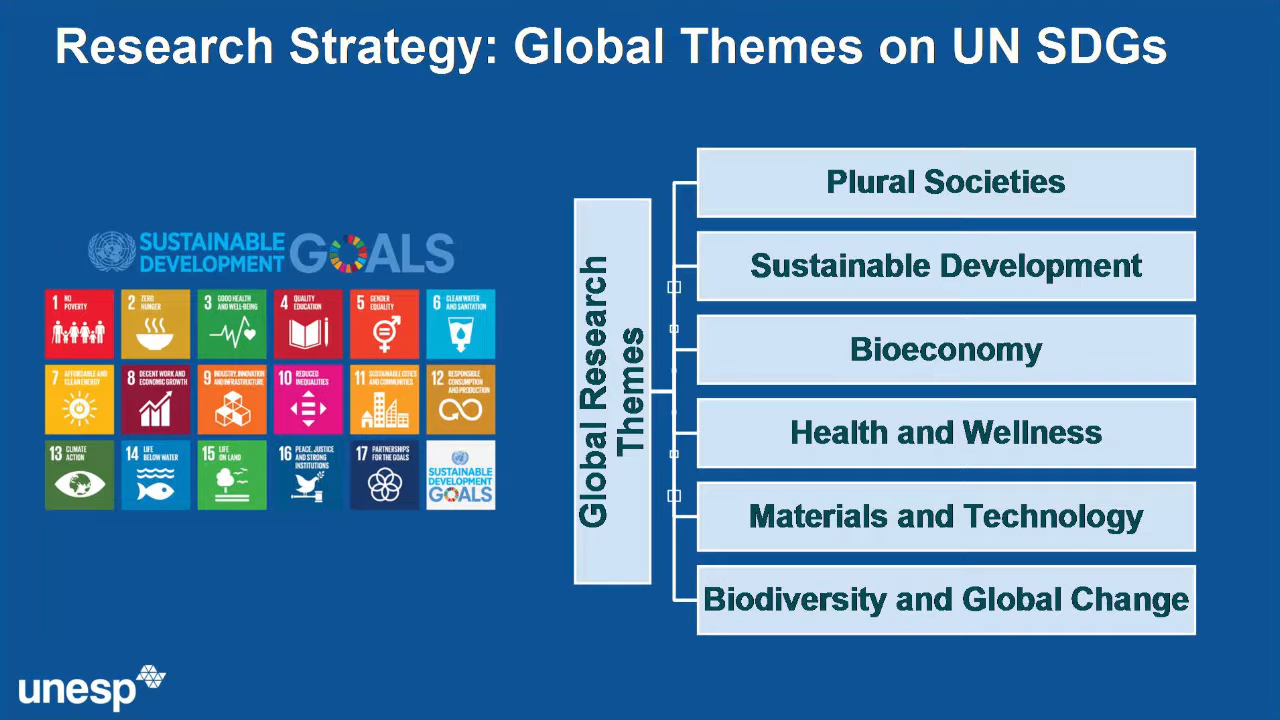 Research Strategy: Global Themes on UN SDGs
SUSTAINABLE
DEVELOPMENT
GOALS
1 NO
POVERTY
2 ZERO
HUNGER
3 GOOD HEALTH
AND WELL-BEING
4 QUALITY
EDUCATION
5 GENDER
EQUALITY
6 CLEAN WATER
AND SANITATION
7 AFFORDABLE AND
CLEAN ENERGY
8 DECENT WORK AND
ECONOMIC GROWTH
9 INDUSTRY, INNOVATION
AND INFRASTRUCTURE
10 REDUCED
INEQUALITIES
11 SUSTAINABLE CITIES
AND COMMUNITIES
12 RESPONSIBLE
CONSUMPTION
AND PRODUCTION
13 CLIMATE
ACTION
14 LIFE
BELOW WATER
15 LIFE
ON LAND
16 PEACE, JUSTICE
AND STRONG
INSTITUTIONS
17 PARTNERSHIPS
FOR THE GOALS
SUSTAINABLE
DEVELOPMENT
GOALS
Global Research
Themes
Plural Societies
Sustainable Development
Bioeconomy
Health and Wellness
Materials and Technology
Biodiversity and Global Change
unesp